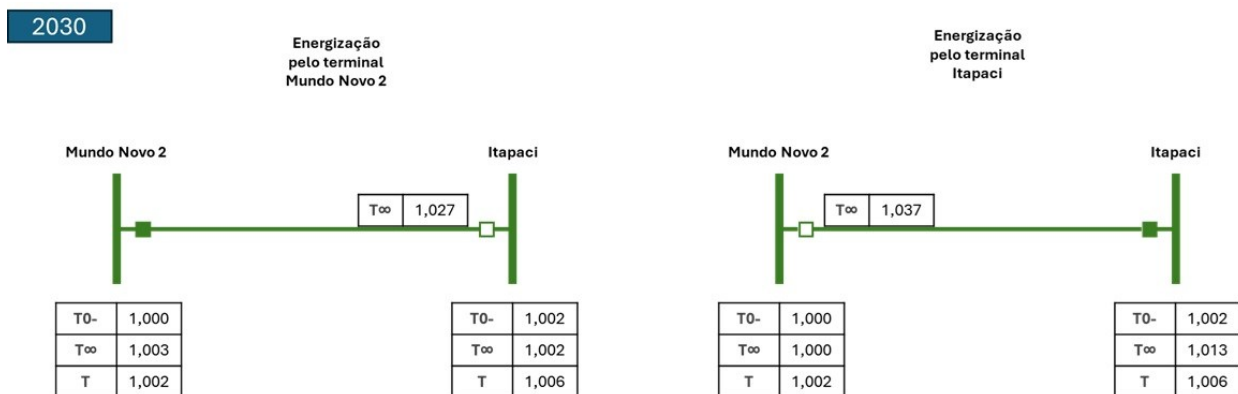 2030
Energização
pelo terminal
Mundo Novo 2
Energização
pelo terminal
Itapaci
Mundo Novo 2
Itapaci
Mundo Novo 2
Itapaci
T∞ 1,027
T∞ 1,037
T0- 1,000
T∞ 1,003
T 1,002
T0- 1,002
T∞ 1,002
T 1,006
T0- 1,000
T∞ 1,000
T 1,002
T0- 1,002
T∞ 1,013
T 1,006